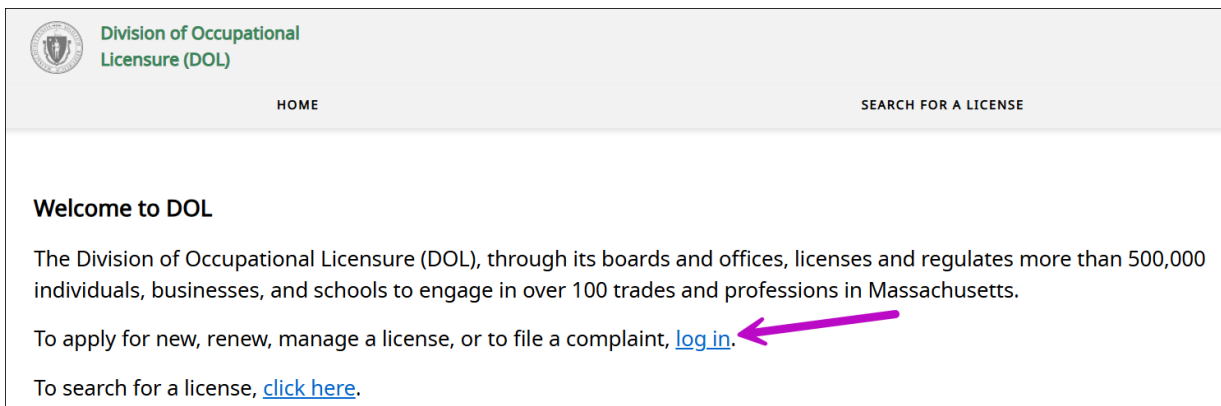 Division of Occupational
Licensure (DOL)
HOME
SEARCH FOR A LICENSE
Welcome to DOL
The Division of Occupational Licensure (DOL), through its boards and offices, licenses and regulates more than 500,000
individuals, businesses, and schools to engage in over 100 trades and professions in Massachusetts.
To apply for new, renew, manage a license, or to file a complaint, log in.
To search for a license, click here.